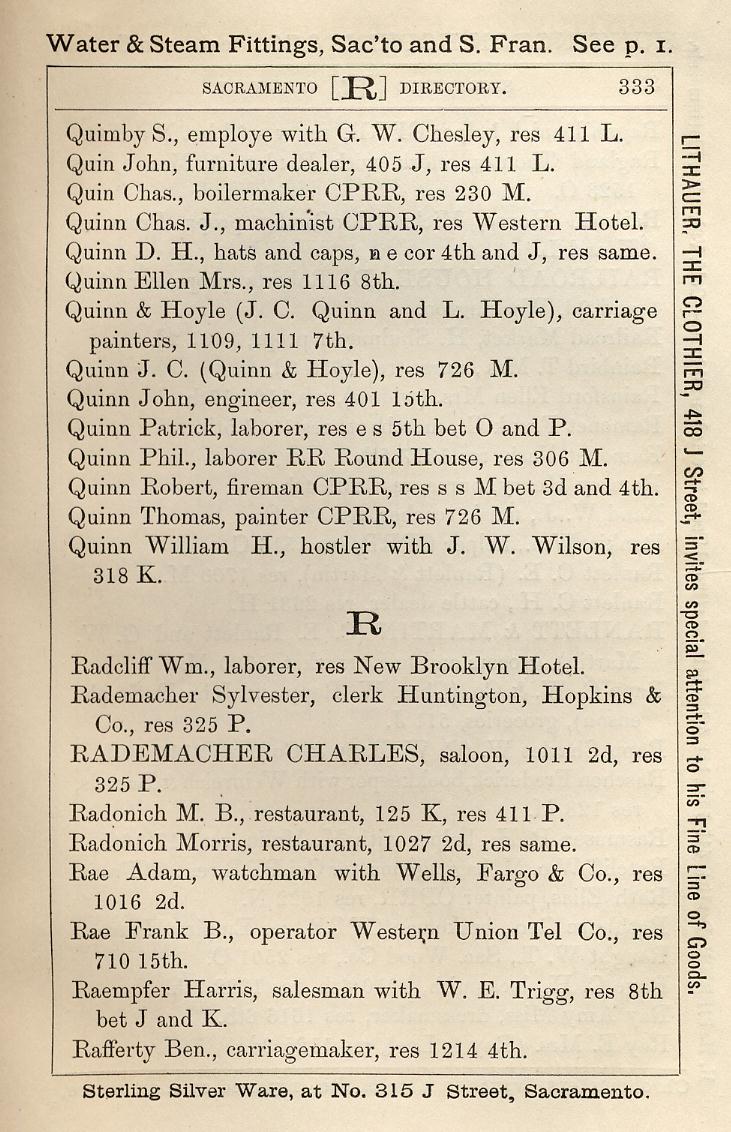 Water & Steam Fittings, Sac'to and S. Fran. See p. 1.
SACRAMENTO [R] DIRECTORY. 333
Quimby S., employe with G. W. Chesley, res 411 L.
Quin John, furniture dealer, 405 J, res 411 L.
Quin Chas., boilermaker CPRR, res 230 M.
Quinn Chas. J., machinist CPRR, res Western Hotel.
Quinn D. H., hats and caps, n e cor 4th and J, res same.
Quinn Ellen Mrs., res 1116 8th.
Quinn & Hoyle (J. C. Quinn and L. Hoyle), carriage
painters, 1109, 1111 7th.
Quinn J. C. (Quinn & Hoyle), res 726 M.
Quinn John, engineer, res 401 15th.
Quinn Patrick, laborer, res e s 5th bet O and P.
Quinn Phil., laborer RR Round House, res 306 M.
Quinn Robert, fireman CPRR, res s s M bet 3d and 4th.
Quinn Thomas, painter CPRR, res 726 M.
Quinn William H., hostler with J. W. Wilson, res
318 K.
R
Radcliff Wm., laborer, res New Brooklyn Hotel.
Rademacher Sylvester, clerk Huntington, Hopkins &
Co., res 325 P.
RADEMACHER CHARLES, saloon, 1011 2d, res
325 P.
Radonich M. B., restaurant, 125 K, res 411 P.
Radonich Morris, restaurant, 1027 2d, res same.
Rae Adam, watchman with Wells, Fargo & Co., res
1016 2d.
Rae Frank B., operator Western Union Tel Co., res
710 15th.
Raempfer Harris, salesman with W. E. Trigg, res 8th
bet J and K.
Rafferty Ben., carriagemaker, res 1214 4th.
Sterling Silver Ware, at No. 315 J Street, Sacramento.
LITHAUER, THE CLOTHIER, 418 J Street, invites special attention to his Fine Line of Goods.